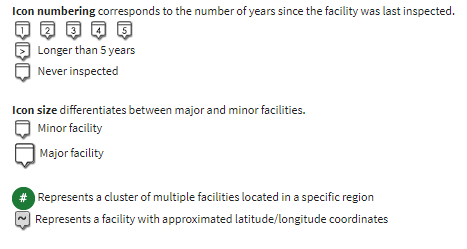 Icon numbering corresponds to the number of years since the facility was last inspected.
1 2 3 4 5
> Longer than 5 years
Never inspected
Icon size differentiates between major and minor facilities.
Minor facility
Major facility
# Represents a cluster of multiple facilities located in a specific region
~ Represents a facility with approximated latitude/longitude coordinates